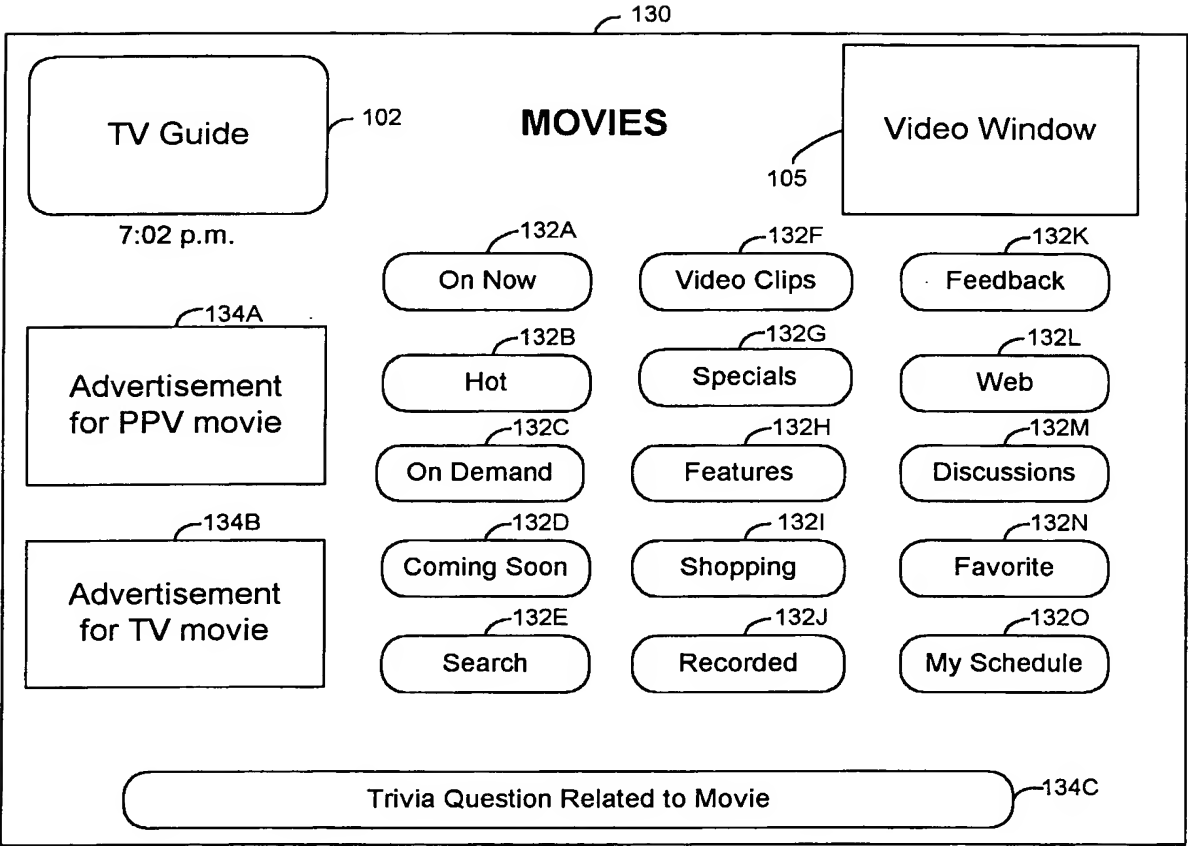 130
TV Guide
102
MOVIES
Video Window
105
7:02 p.m.
132A
132F
132K
On Now
Video Clips
Feedback
134A
132B
132G
132L
Advertisement
for PPV movie
Hot
Specials
Web
132C
132H
132M
On Demand
Features
Discussions
134B
132D
132I
132N
Advertisement
for TV movie
Coming Soon
Shopping
Favorite
132E
132J
132O
Search
Recorded
My Schedule
Trivia Question Related to Movie
134C